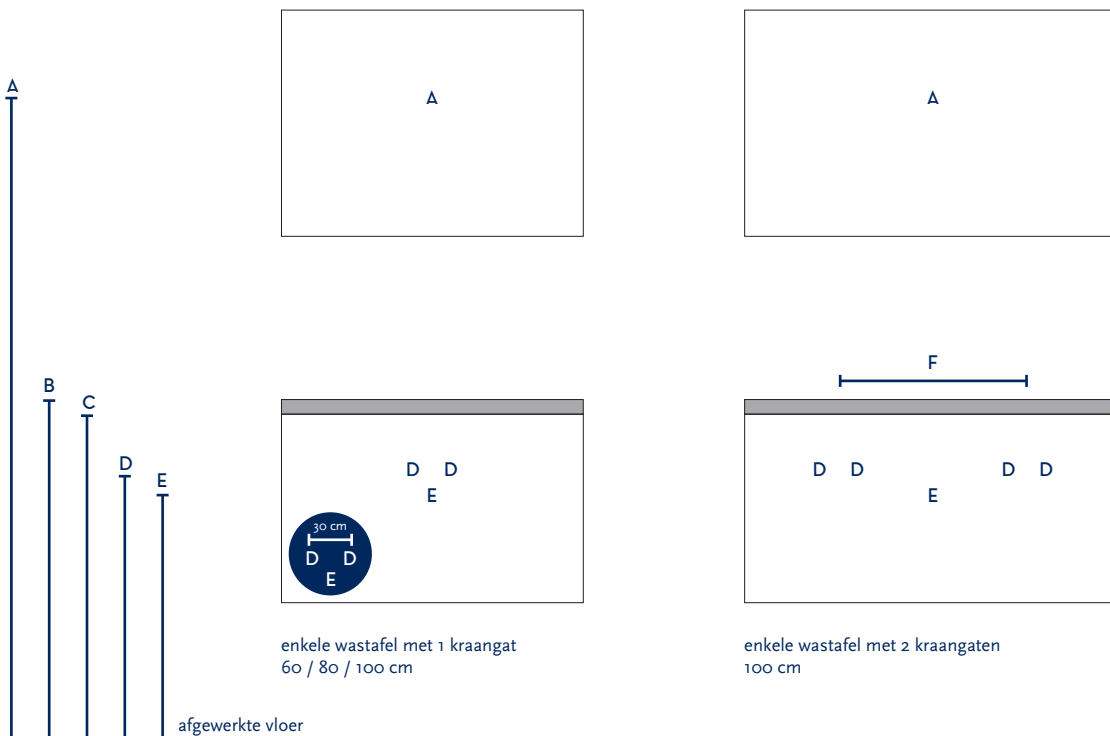 A
A
A
F
B
C
D
E
D D
E
D D
D D
E
30 cm
D D
E
enkele wastafel met 1 kraangat
60 / 80 / 100 cm
enkele wastafel met 2 kraangaten
100 cm
afgewerkte vloer